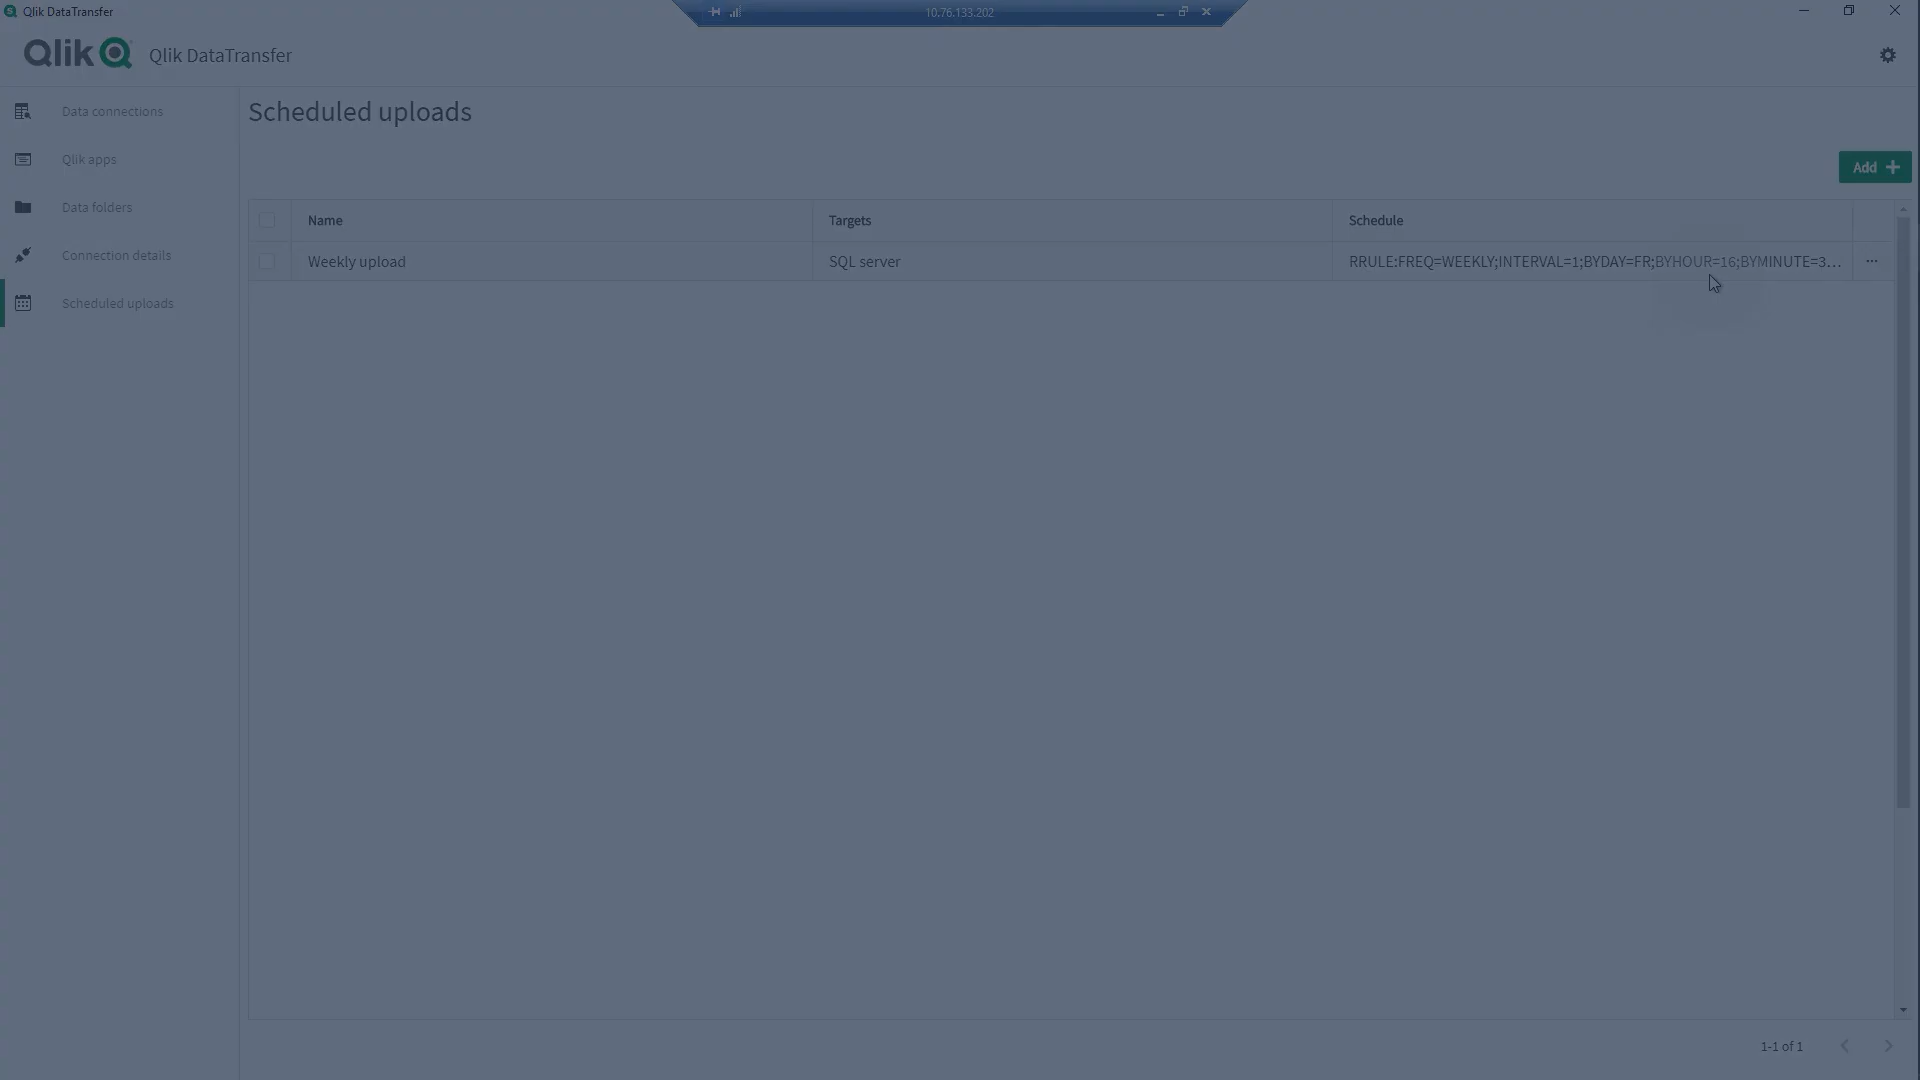 Qlik DataTransfer
10.76.133.202
Qlik Qlik DataTransfer
Data connections
Qlik apps
Data folders
Connection details
Scheduled uploads
Scheduled uploads
Add
Name Targets Schedule
Weekly upload SQL server RRULE:FREQ=WEEKLY;INTERVAL=1;BYDAY=FR;BYHOUR=16;BYMINUTE=3...
1-1 of 1